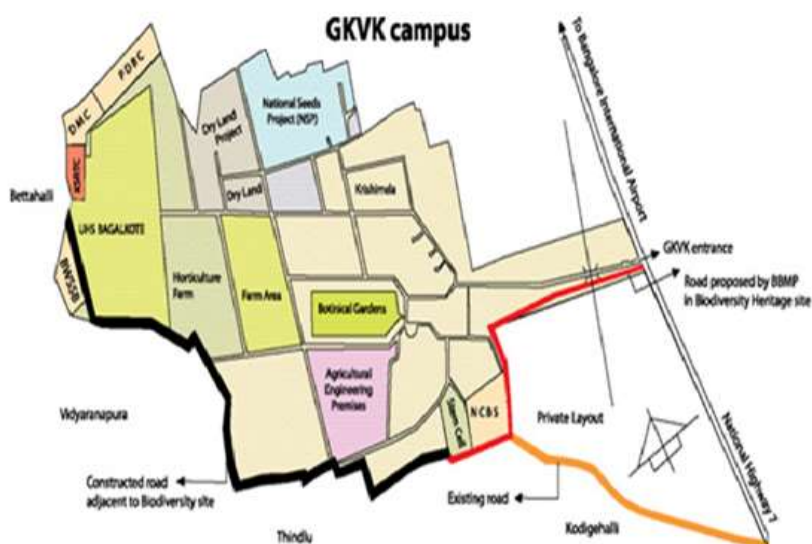 GKVK campus
To Bangalore International Airport
PDBC
DMC
KSRTC
Dry Land
Project
National Seeds
Project (NSP)
Dry Land
Krishimela
Bettahalli
UHS BAGALKOTE
BWSSB
Horticulture
Farm
Farm Area
Botinical Gardens
GKVK entrance
Road proposed by BBMP
in Biodiversity Heritage site
Agricultural
Engineering
Premises
Stem Cell
NCBS
Private Layout
National Highway 7
Vidyaranapura
Constructed road
adjacent to Biodiversity site
Existing road
Thindlu
Kodigehalli